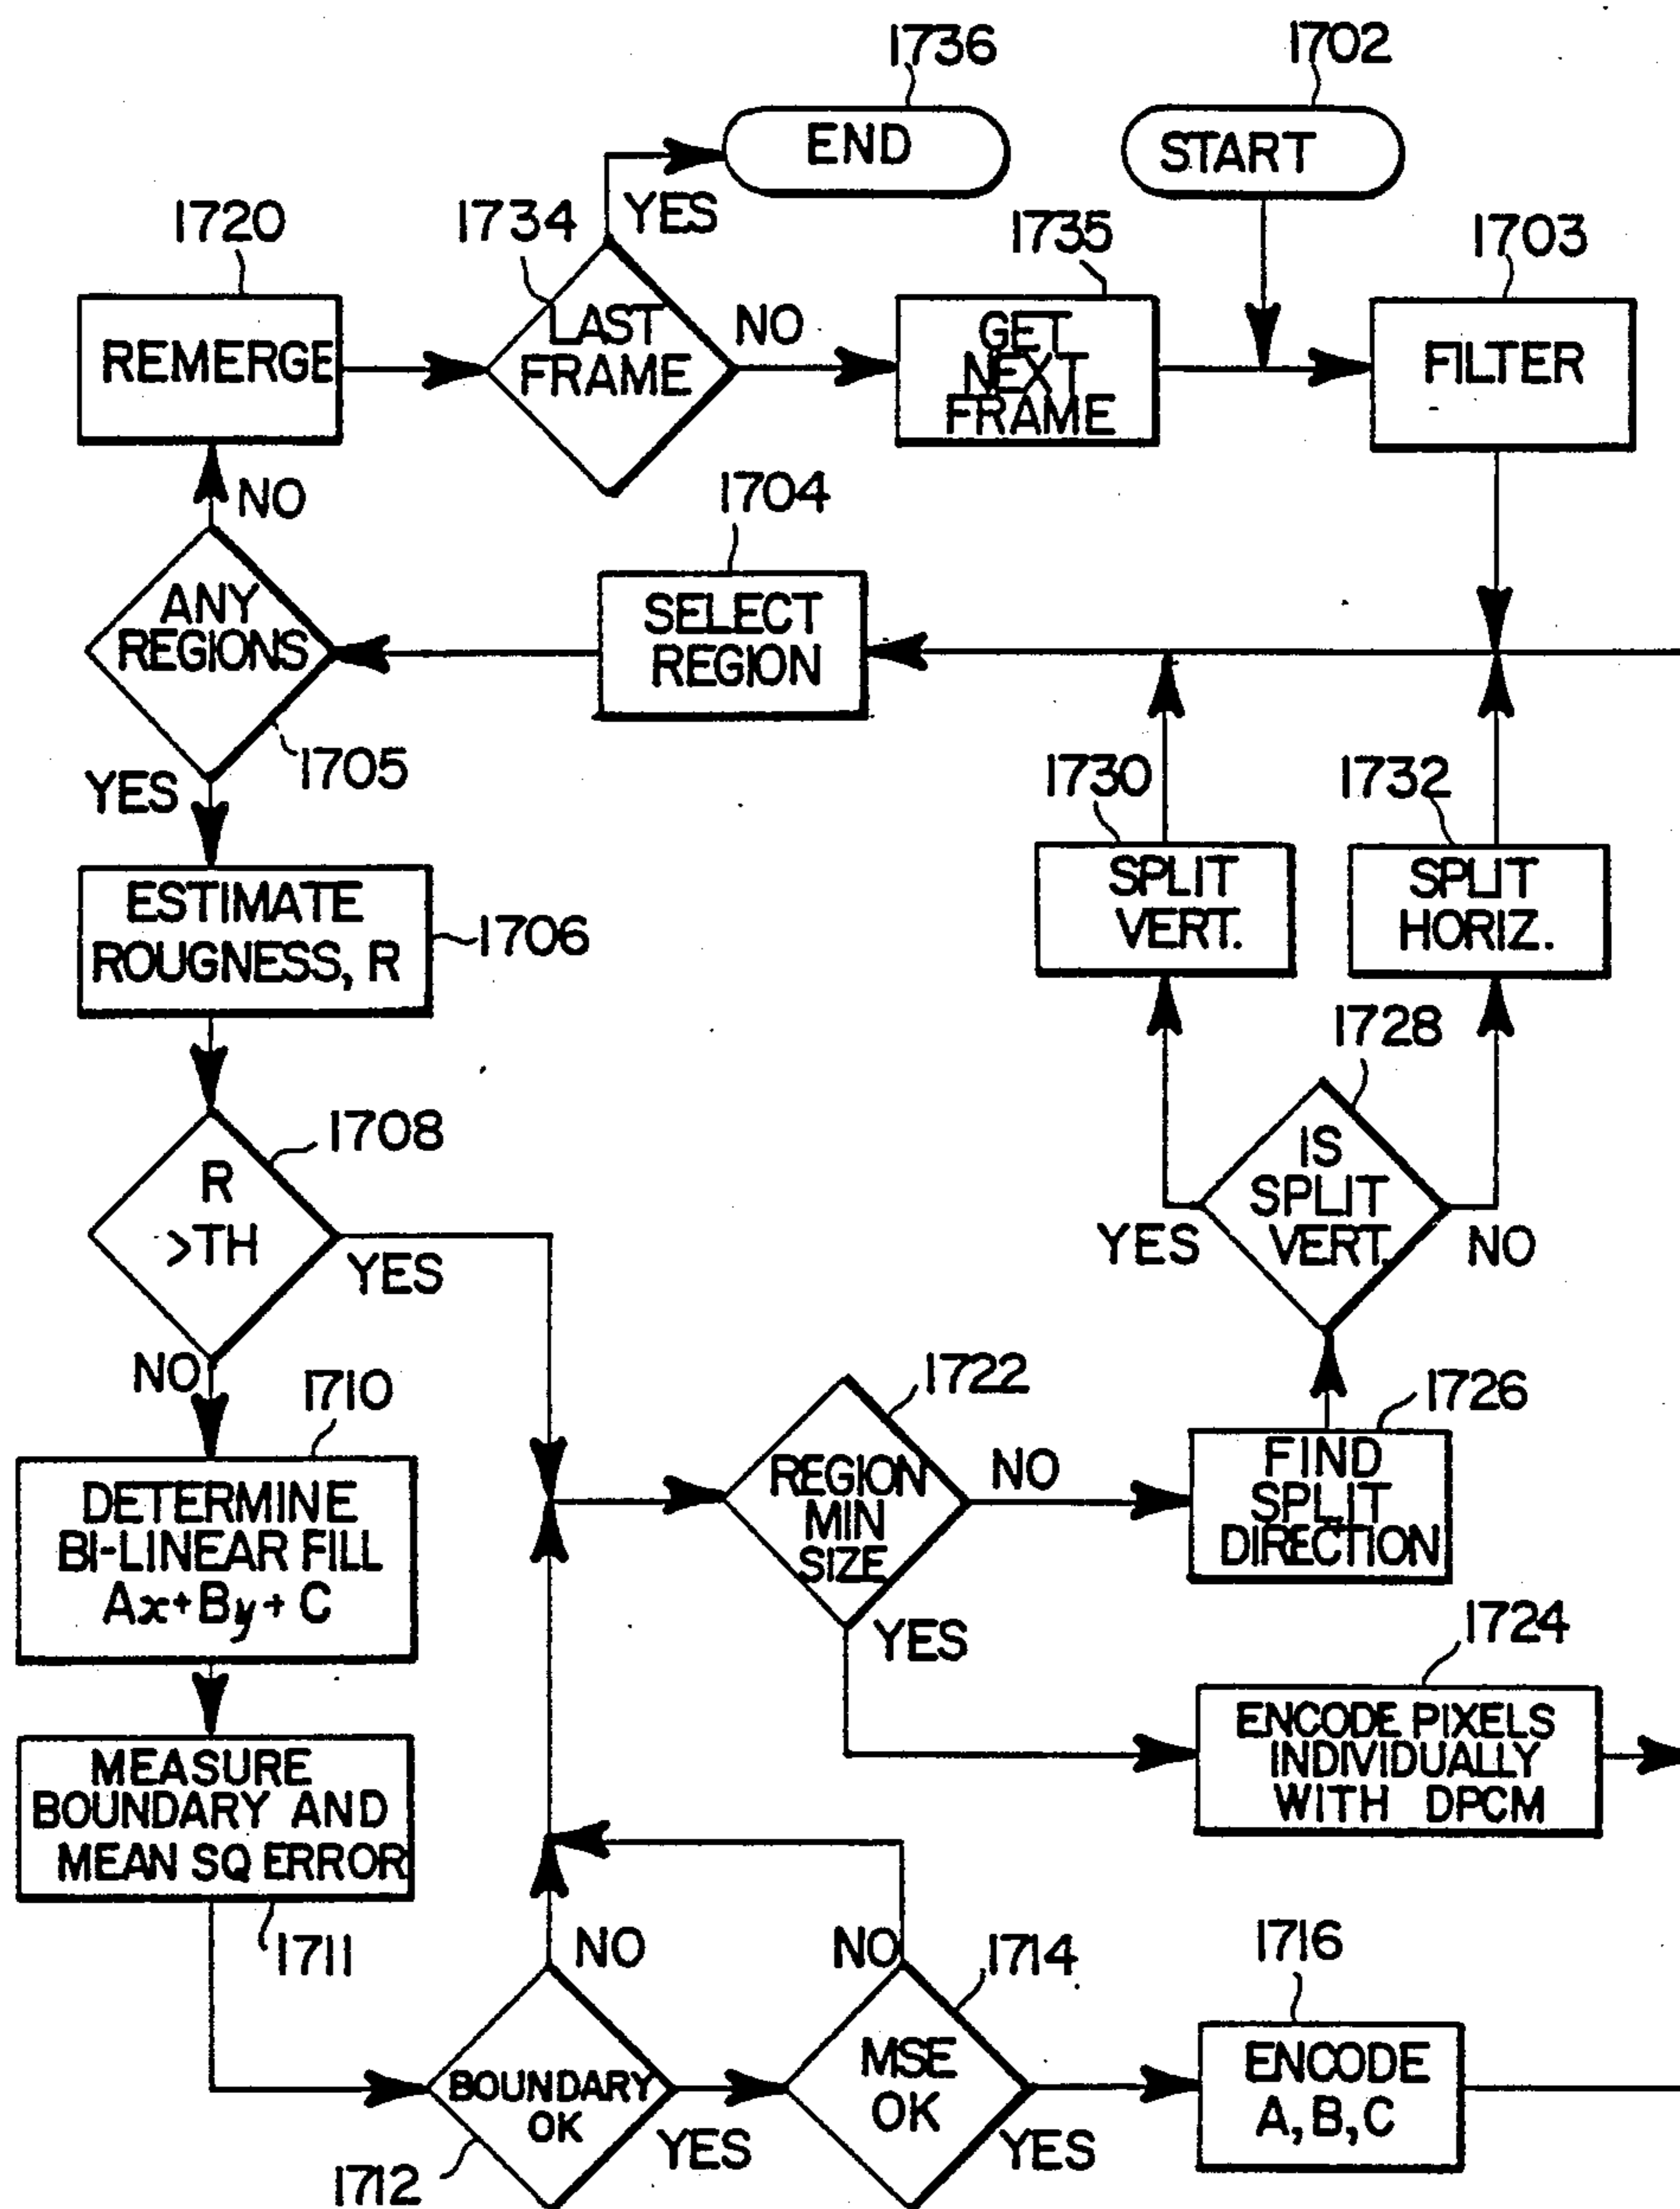 1736
1702
END
START
YES
1720
1734
1735
1703
REMERGE
LAST
FRAME
NO
GET
NEXT
FRAME
FILTER
NO
1704
ANY
REGIONS
SELECT
REGION
1705
YES
1730
1732
ESTIMATE
ROUGNESS, R
1706
SPLIT
VERT.
SPLIT
HORIZ.
1728
1708
R
>TH
YES
IS
SPLIT
VERT.
YES
NO
NO
1710
1722
1726
DETERMINE
BI-LINEAR FILL
Ax+By+C
REGION
MIN
SIZE
NO
FIND
SPLIT
DIRECTION
YES
1724
MEASURE
BOUNDARY AND
MEAN SQ ERROR
ENCODE PIXELS
INDIVIDUALLY
WITH DPCM
1711
NO
NO
1714
1716
BOUNDARY
OK
MSE
OK
ENCODE
A, B, C
YES
YES
1712